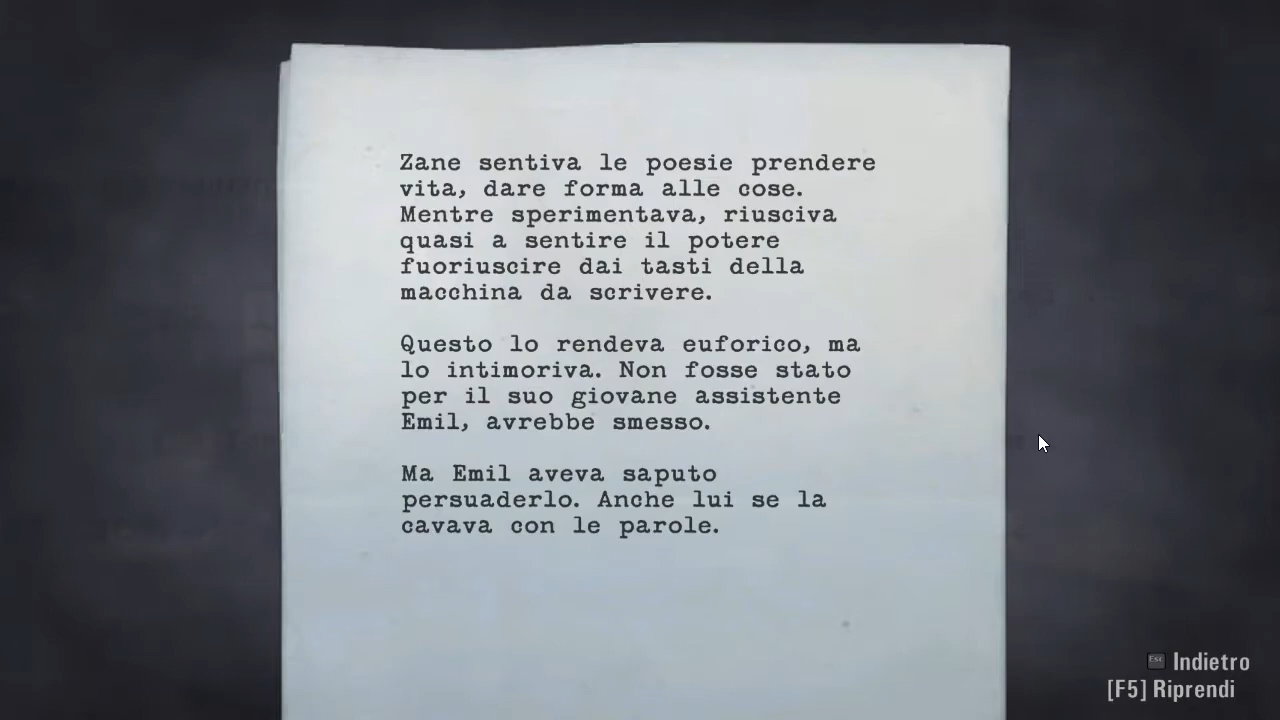 Zane sentiva le poesie prendere
vita, dare forma alle cose.
Mentre sperimentava, riusciva
quasi a sentire il potere
fuoriuscire dai tasti della
macchina da scrivere.
Questo lo rendeva euforico, ma
lo intimoriva. Non fosse stato
per il suo giovane assistente
Emil, avrebbe smesso.
Ma Emil aveva saputo
persuaderlo. Anche lui se la
cavava con le parole.
Esc Indietro
[F5] Riprendi